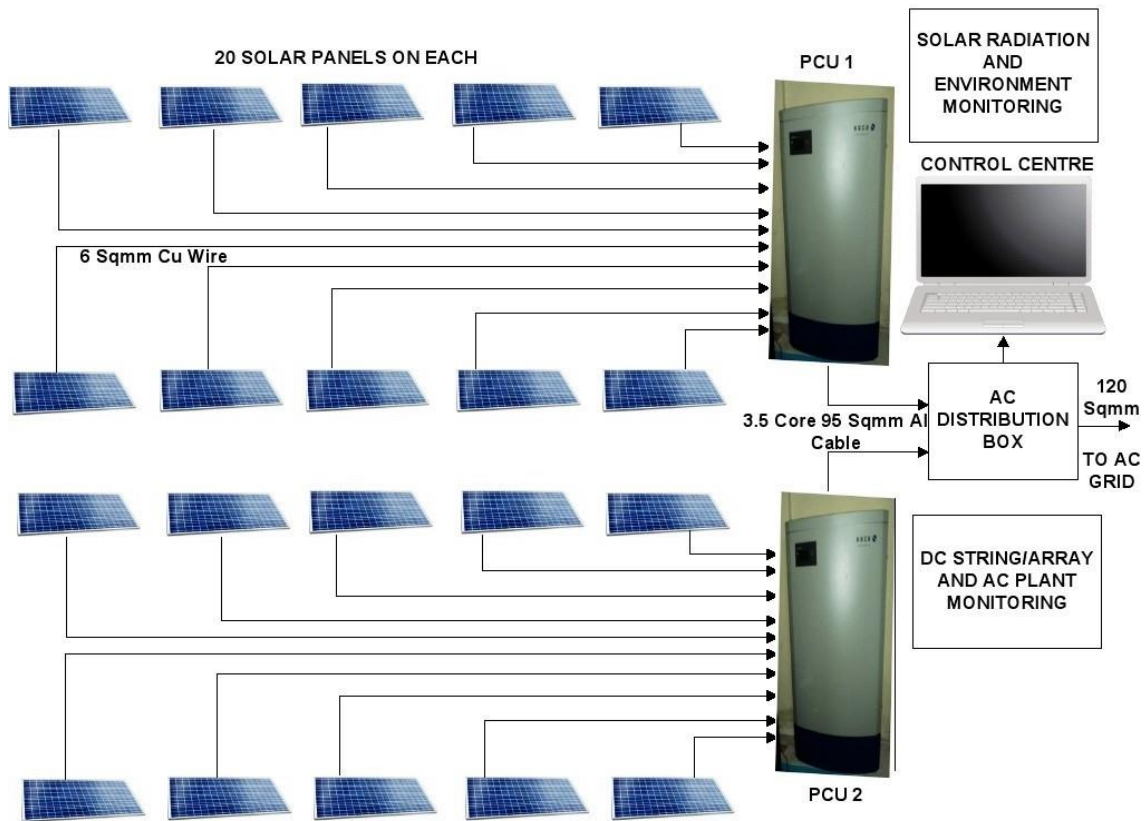 20 SOLAR PANELS ON EACH
PCU 1
SOLAR RADIATION
AND
ENVIRONMENT
MONITORING
CONTROL CENTRE
6 Sqmm Cu Wire
3.5 Core 95 Sqmm Al
Cable
AC
DISTRIBUTION
BOX
120
Sqmm
TO AC
GRID
DC STRING/ARRAY
AND AC PLANT
MONITORING
PCU 2